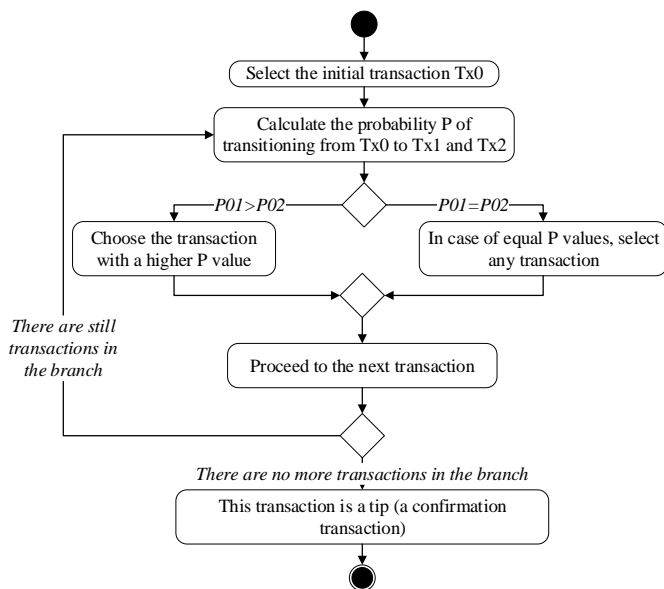 Select the initial transaction Tx0
Calculate the probability P of
transitioning from Tx0 to Tx1 and Tx2
P01>P02
P01=P02
Choose the transaction
with a higher P value
In case of equal P values, select
any transaction
There are still
transactions in
the branch
Proceed to the next transaction
There are no more transactions in the branch
This transaction is a tip (a confirmation
transaction)